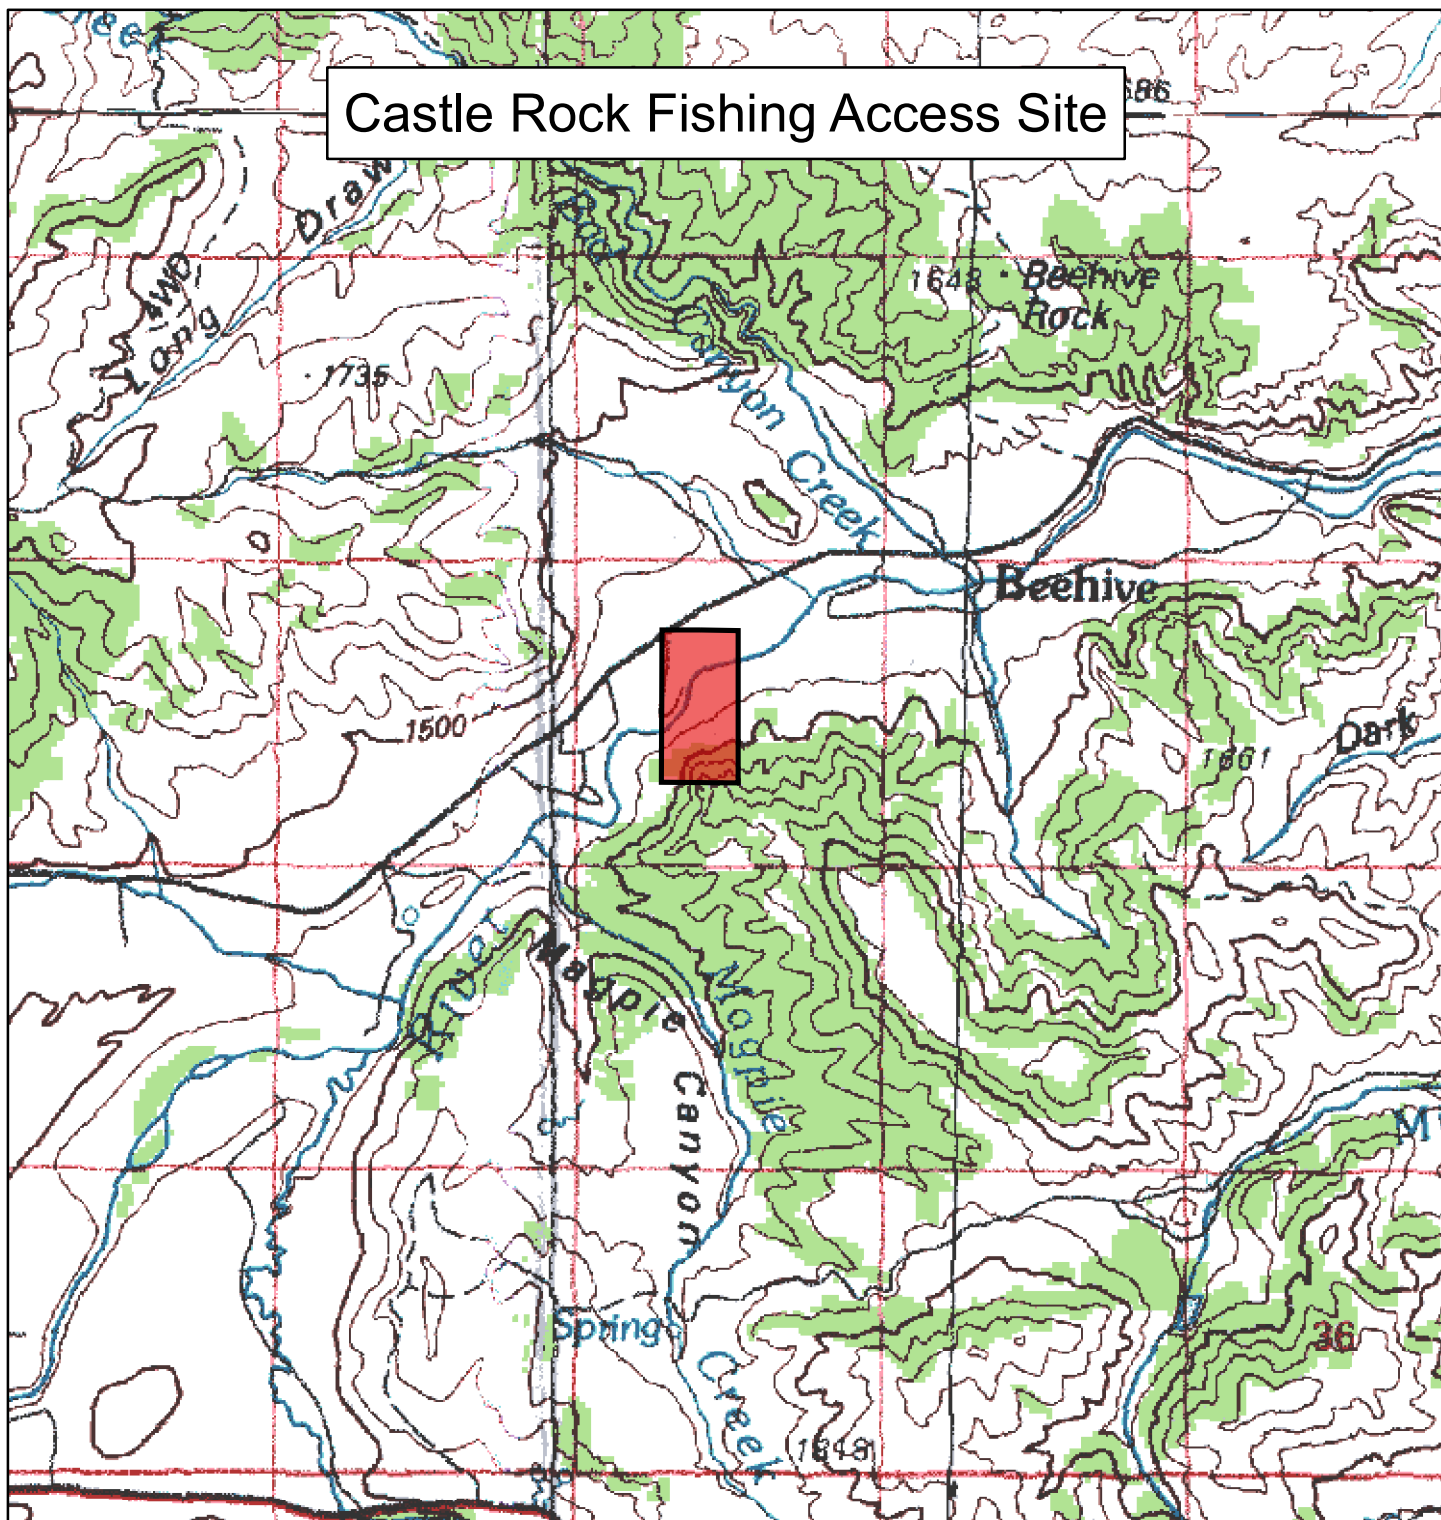 Castle Rock Fishing Access Site
Draw
4WD
Long
1735
1648
Beehive
Rock
Canyon
Creek
Beehive
1500
Dark
1661
River
Magpie
Canyon
Magpie
Spring
Creek
36